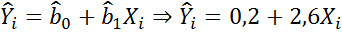 Ŷᵢ = b̂₀ + b̂₁Xᵢ ⇒ Ŷᵢ = 0,2 + 2,6Xᵢ